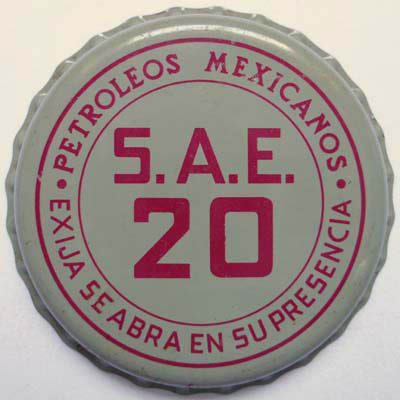 • PETROLEOS MEXICANOS •
S.A.E.
20
EXIJA SE ABRA EN SU PRESENCIA